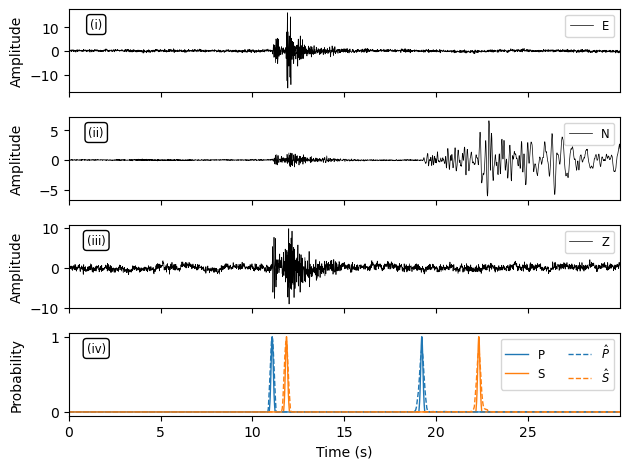 Amplitude
10
0
−10
(i)
E
Amplitude
5
0
−5
(ii)
N
Amplitude
10
0
−10
(iii)
Z
Probability
1
0
(iv)
P
S
P̂
Ŝ
0 5 10 15 20 25
Time (s)